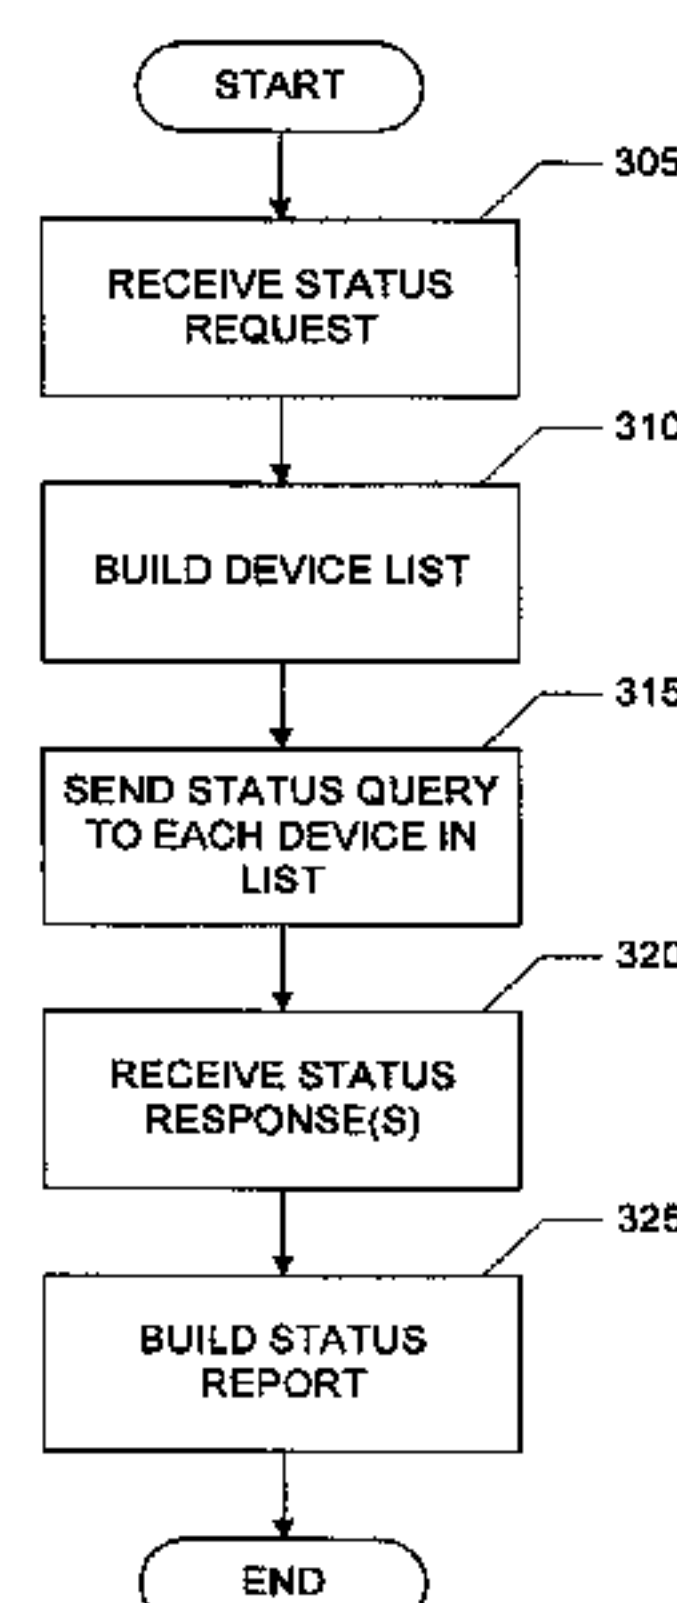 START
305
RECEIVE STATUS
REQUEST
310
BUILD DEVICE LIST
315
SEND STATUS QUERY
TO EACH DEVICE IN
LIST
320
RECEIVE STATUS
RESPONSE(S)
325
BUILD STATUS
REPORT
END